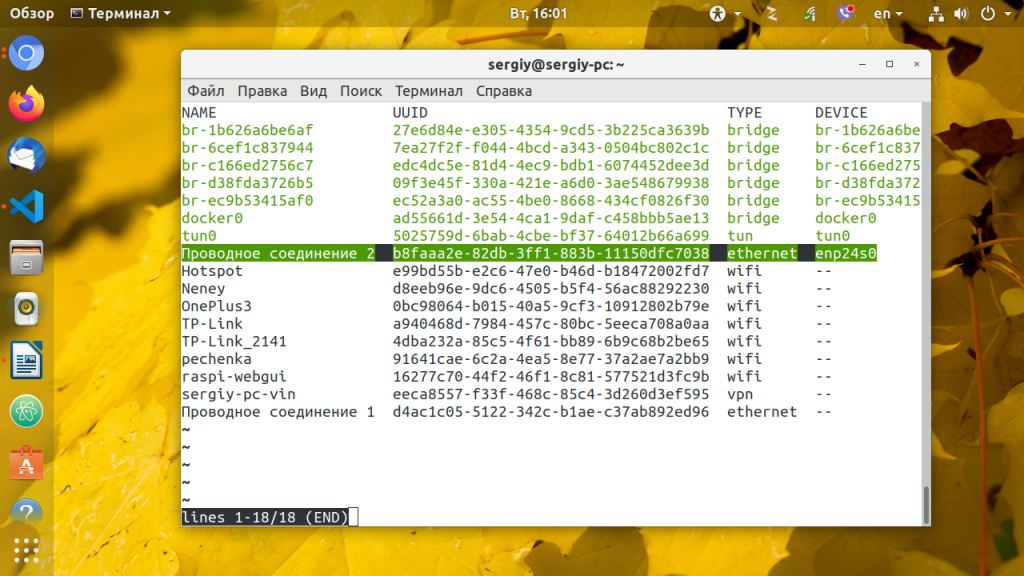 Обзор Терминал Вт, 16:01 en
sergiy@sergiy-pc: ~
Файл Правка Вид Поиск Терминал Справка
NAME UUID TYPE DEVICE
br-1b626a6be6af 27e6d84e-e305-4354-9cd5-3b225ca3639b bridge br-1b626a6be
br-6cef1c837944 7ea27f2f-f044-4bcd-a343-0504bc802c1c bridge br-6cef1c837
br-c166ed2756c7 edc4dc5e-81d4-4ec9-bdb1-6074452dee3d bridge br-c166ed275
br-d38fda3726b5 09f3e45f-330a-421e-a6d0-3ae548679938 bridge br-d38fda372
br-ec9b53415af0 ec52a3a0-ac55-4be0-8668-434cf0826f30 bridge br-ec9b53415
docker0 ad55661d-3e54-4ca1-9daf-c458bbb5ae13 bridge docker0
tun0 5025759d-6bab-4cbe-bf37-64012b66a699 tun tun0
Проводное соединение 2 b8faaa2e-82db-3ff1-883b-11150dfc7038 ethernet enp24s0
Hotspot e99bd55b-e2c6-47e0-b46d-b18472002fd7 wifi --
Neney d8eeb96e-9dc6-4505-b5f4-56ac88292230 wifi --
OnePlus3 0bc98064-b015-40a5-9cf3-10912802b79e wifi --
TP-Link a940468d-7984-457c-80bc-5eeca708a0aa wifi --
TP-Link_2141 4dba232a-85c5-4f61-bb89-6b9c68b2be65 wifi --
pechenka 91641cae-6c2a-4ea5-8e77-37a2ae7a2bb9 wifi --
raspi-webgui 16277c70-44f2-46f1-8c81-577521d3fc9b wifi --
sergiy-pc-vin eeca8557-f33f-468c-85c4-3d260d3ef595 vpn --
Проводное соединение 1 d4ac1c05-5122-342c-b1ae-c37ab892ed96 ethernet --
~
~
~
~
~
lines 1-18/18 (END)